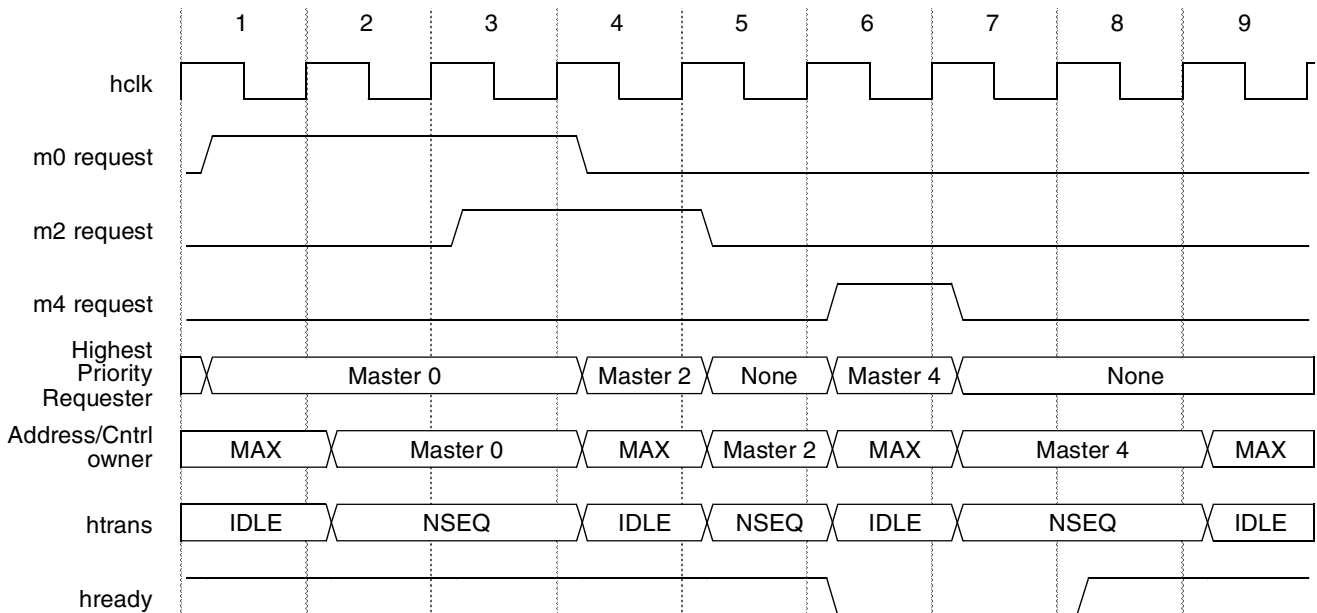 1 2 3 4 5 6 7 8 9
hclk
m0 request
m2 request
m4 request
Highest
Priority
Requester
Master 0 Master 2 None Master 4 None
Address/Cntrl
owner
MAX Master 0 MAX Master 2 MAX Master 4 MAX
htrans IDLE NSEQ IDLE NSEQ IDLE NSEQ IDLE
hready